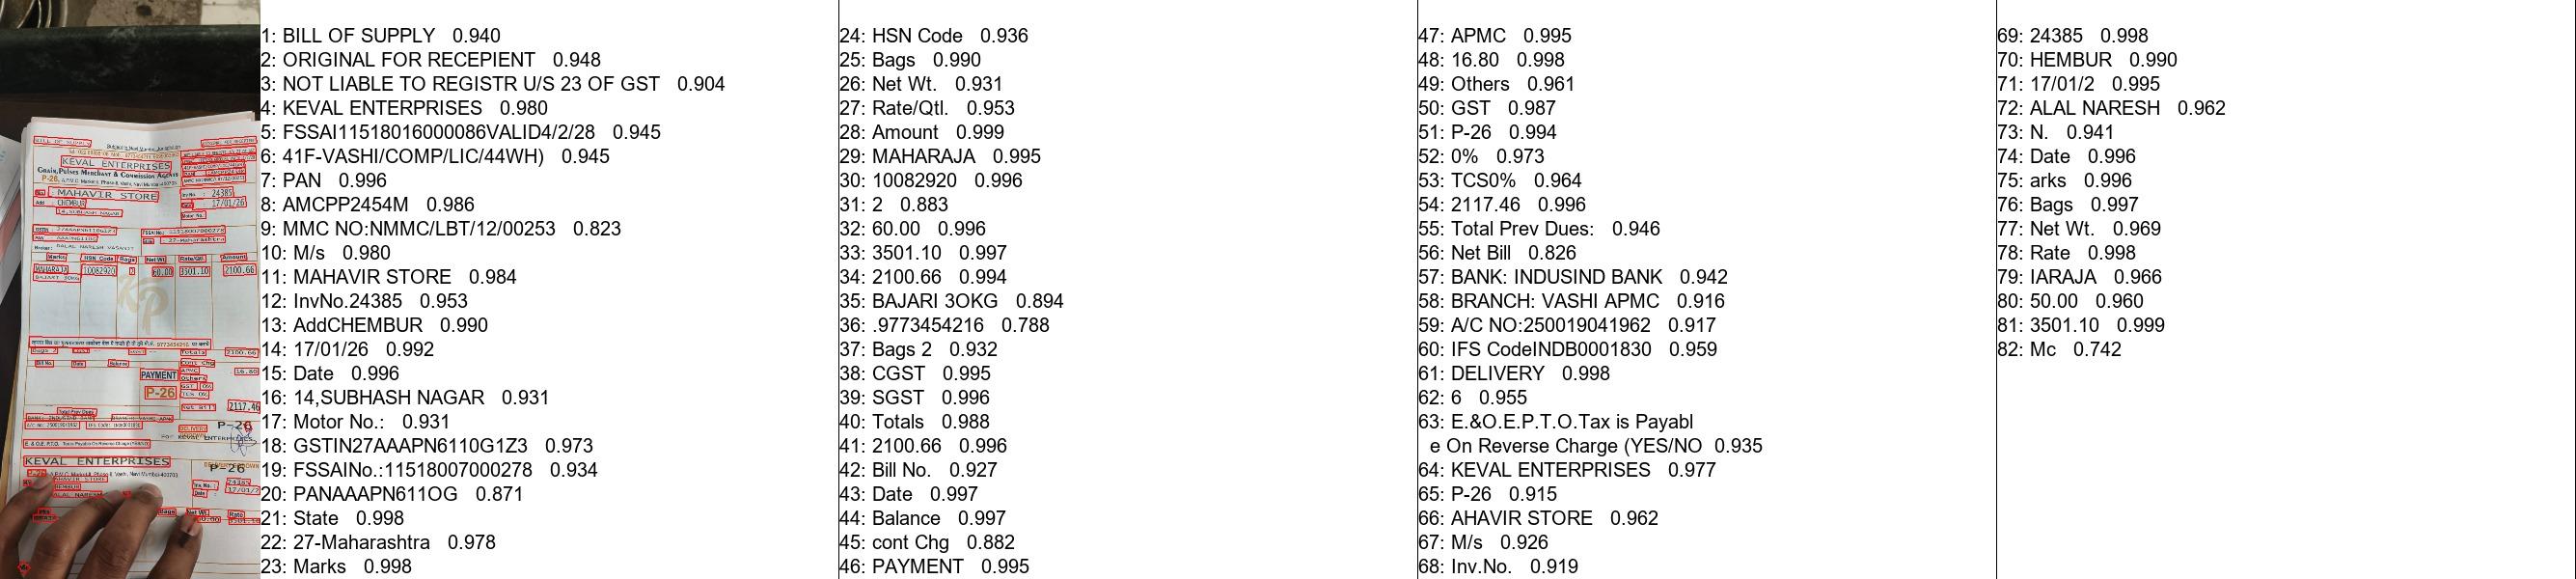 1: BILL OF SUPPLY 0.940
2: ORIGINAL FOR RECEPIENT 0.948
3: NOT LIABLE TO REGISTR U/S 23 OF GST 0.904
4: KEVAL ENTERPRISES 0.980
5: FSSAI11518016000086VALID4/2/28 0.945
6: 41F-VASHI/COMP/LIC/44WH) 0.945
7: PAN 0.996
8: AMCPP2454M 0.986
9: MMC NO:NMMC/LBT/12/00253 0.823
10: M/s 0.980
11: MAHAVIR STORE 0.984
12: InvNo.24385 0.953
13: AddCHEMBUR 0.990
14: 17/01/26 0.992
15: Date 0.996
16: 14,SUBHASH NAGAR 0.931
17: Motor No.: 0.931
18: GSTIN27AAAPN6110G1Z3 0.973
19: FSSAINo.:11518007000278 0.934
20: PANAAAPN611OG 0.871
21: State 0.998
22: 27-Maharashtra 0.978
23: Marks 0.998
24: HSN Code 0.936
25: Bags 0.990
26: Net Wt. 0.931
27: Rate/Qtl. 0.953
28: Amount 0.999
29: MAHARAJA 0.995
30: 10082920 0.996
31: 2 0.883
32: 60.00 0.996
33: 3501.10 0.997
34: 2100.66 0.994
35: BAJARI 3OKG 0.894
36: .9773454216 0.788
37: Bags 2 0.932
38: CGST 0.995
39: SGST 0.996
40: Totals 0.988
41: 2100.66 0.996
42: Bill No. 0.927
43: Date 0.997
44: Balance 0.997
45: cont Chg 0.882
46: PAYMENT 0.995
47: APMC 0.995
48: 16.80 0.998
49: Others 0.961
50: GST 0.987
51: P-26 0.994
52: 0% 0.973
53: TCS0% 0.964
54: 2117.46 0.996
55: Total Prev Dues: 0.946
56: Net Bill 0.826
57: BANK: INDUSIND BANK 0.942
58: BRANCH: VASHI APMC 0.916
59: A/C NO:250019041962 0.917
60: IFS CodeINDB0001830 0.959
61: DELIVERY 0.998
62: 6 0.955
63: E.&O.E.P.T.O.Tax is Payabl
e On Reverse Charge (YES/NO 0.935
64: KEVAL ENTERPRISES 0.977
65: P-26 0.915
66: AHAVIR STORE 0.962
67: M/s 0.926
68: Inv.No. 0.919
69: 24385 0.998
70: HEMBUR 0.990
71: 17/01/2 0.995
72: ALAL NARESH 0.962
73: N. 0.941
74: Date 0.996
75: arks 0.996
76: Bags 0.997
77: Net Wt. 0.969
78: Rate 0.998
79: IARAJA 0.966
80: 50.00 0.960
81: 3501.10 0.999
82: Mc 0.742